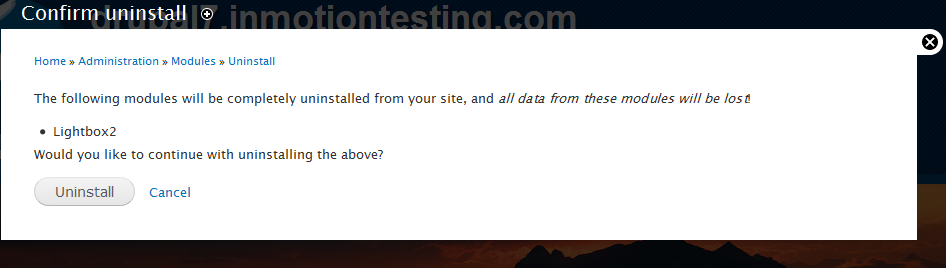 Confirm uninstall
drupal7.inmotiontesting.com
Home » Administration » Modules » Uninstall
The following modules will be completely uninstalled from your site, and all data from these modules will be lost!
Lightbox2
Would you like to continue with uninstalling the above?
Uninstall Cancel